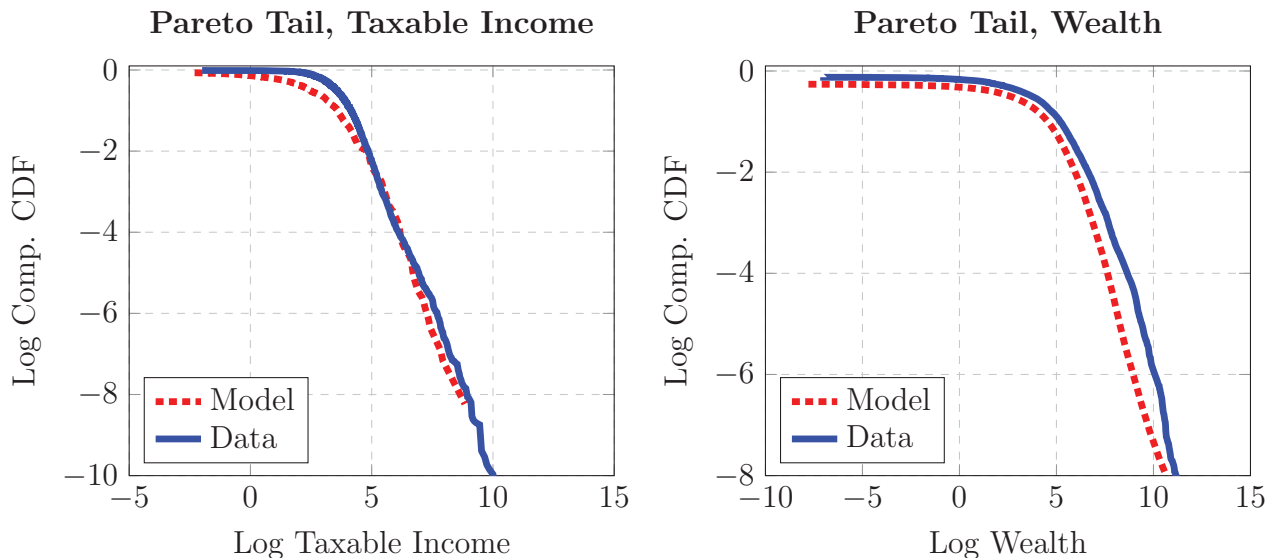 Pareto Tail, Taxable Income
0
−2
−4
−6
−8
−10
−5
0
5
10
15
Log Comp. CDF
Log Taxable Income
Model
Data
Pareto Tail, Wealth
0
−2
−4
−6
−8
−10
−5
0
5
10
15
Log Comp. CDF
Log Wealth
Model
Data